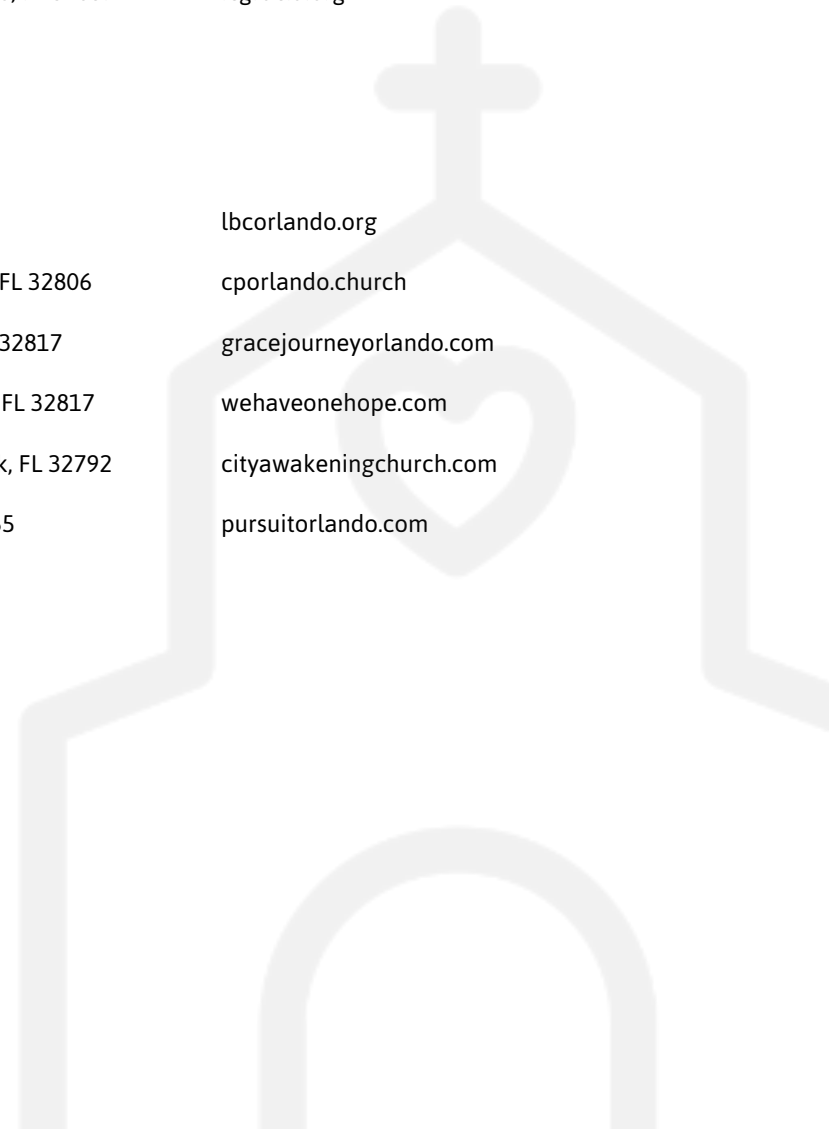 lbcorlando.org
FL 32806 cporlando.church
32817 gracejourneyorlando.com
FL 32817 wehaveonehope.com
, FL 32792 cityawakeningchurch.com
5 pursuitorlando.com